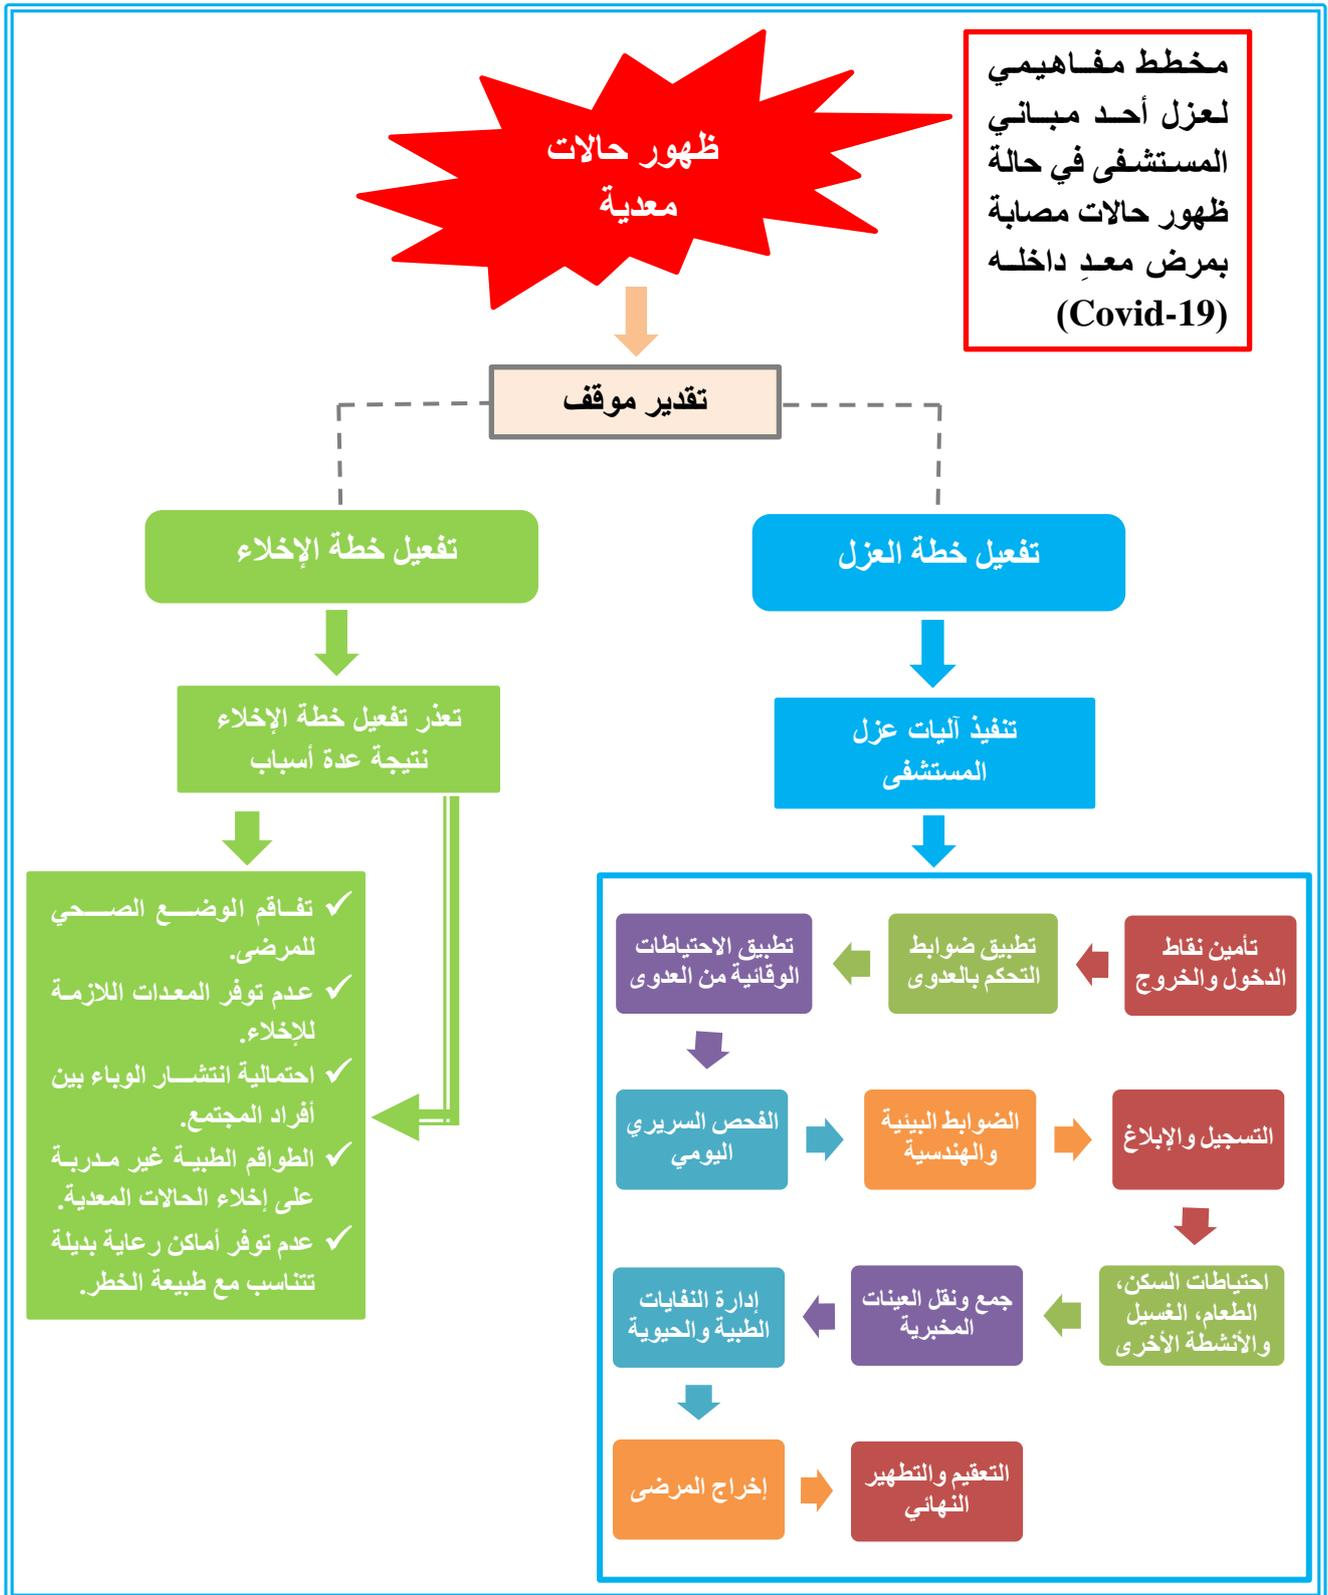 مخطط مفاهيمي
لعزل أحد مباني
المستشفى في حالة
ظهور حالات مصابة
بمرض معدِ داخله
(Covid-19)
ظهور حالات
معدية
تقدير موقف
تفعيل خطة العزل
تفعيل خطة الإخلاء
تنفيذ آليات عزل
المستشفى
تعذر تفعيل خطة الإخلاء
نتيجة عدة أسباب
تأمين نقاط
الدخول والخروج
تطبيق ضوابط
التحكم بالعدوى
تطبيق الاحتياطات
الوقائية من العدوى
الفحص السريري
اليومي
الضوابط البيئية
والهندسية
التسجيل والإبلاغ
احتياطات السكن،
الطعام، الغسيل
والأنشطة الأخرى
جمع ونقل العينات
المخبرية
إدارة النفايات
الطبية والحيوية
إخراج المرضى
التعقيم والتطهير
النهائي
✓ تفاقم الوضع الصحي
للمرضى.
✓ عدم توفر المعدات اللازمة
للإخلاء.
✓ احتمالية انتشار الوباء بين
أفراد المجتمع.
✓ الطواقم الطبية غير مدربة
على إخلاء الحالات المعدية.
✓ عدم توفر أماكن رعاية بديلة
تتناسب مع طبيعة الخطر.